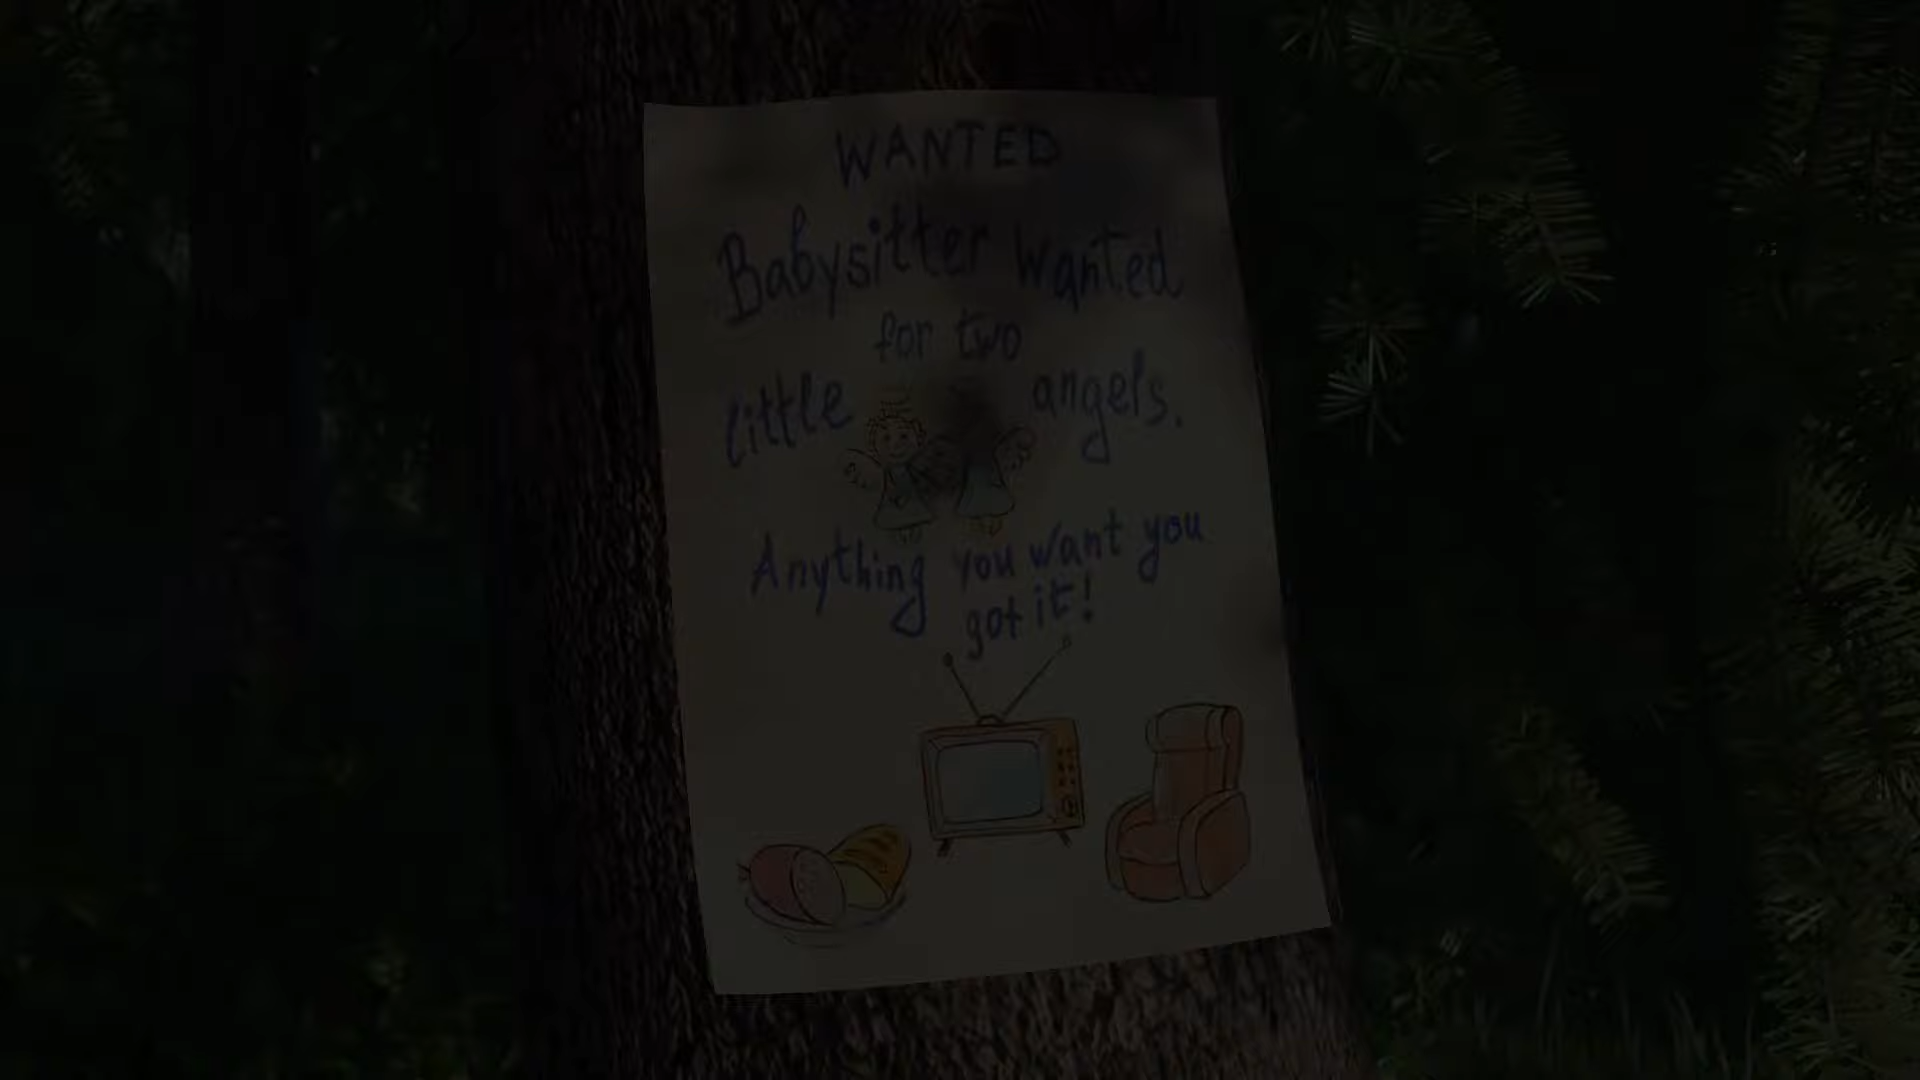 WANTED
Babysitter Wanted
for two
little angels.
Anything you want you
got it!